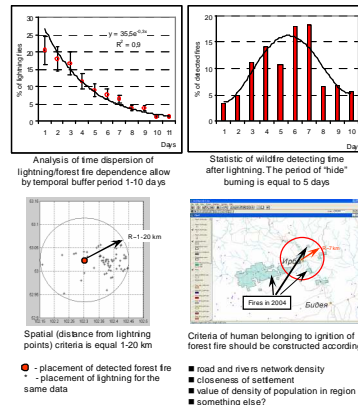 30
25
20
15
10
5
0
% of lightning fires
y = 35,5e-0,3x
R² = 0,9
1 2 3 4 5 6 7 8 9 10 11
Days
Analysis of time dispersion of
lightning/forest fire dependence allow
by temporal buffer period 1-10 days
20
15
10
5
0
% of detected fires
1 2 3 4 5 6 7 8 9 10
Days
Statistic of wildfire detecting time
after lightning. The period of "hide"
burning is equal to 5 days
R~1-20 km
Spatial (distance from lightning
points) criteria is equal 1-20 km
- placement of detected forest fire
- placement of lightning for the
same data
Ирба
Fires in 2004
Criteria of human belonging to ignition of
forest fire should be constructed according
road and rivers network density
closeness of settlement
value of density of population in region
something else?